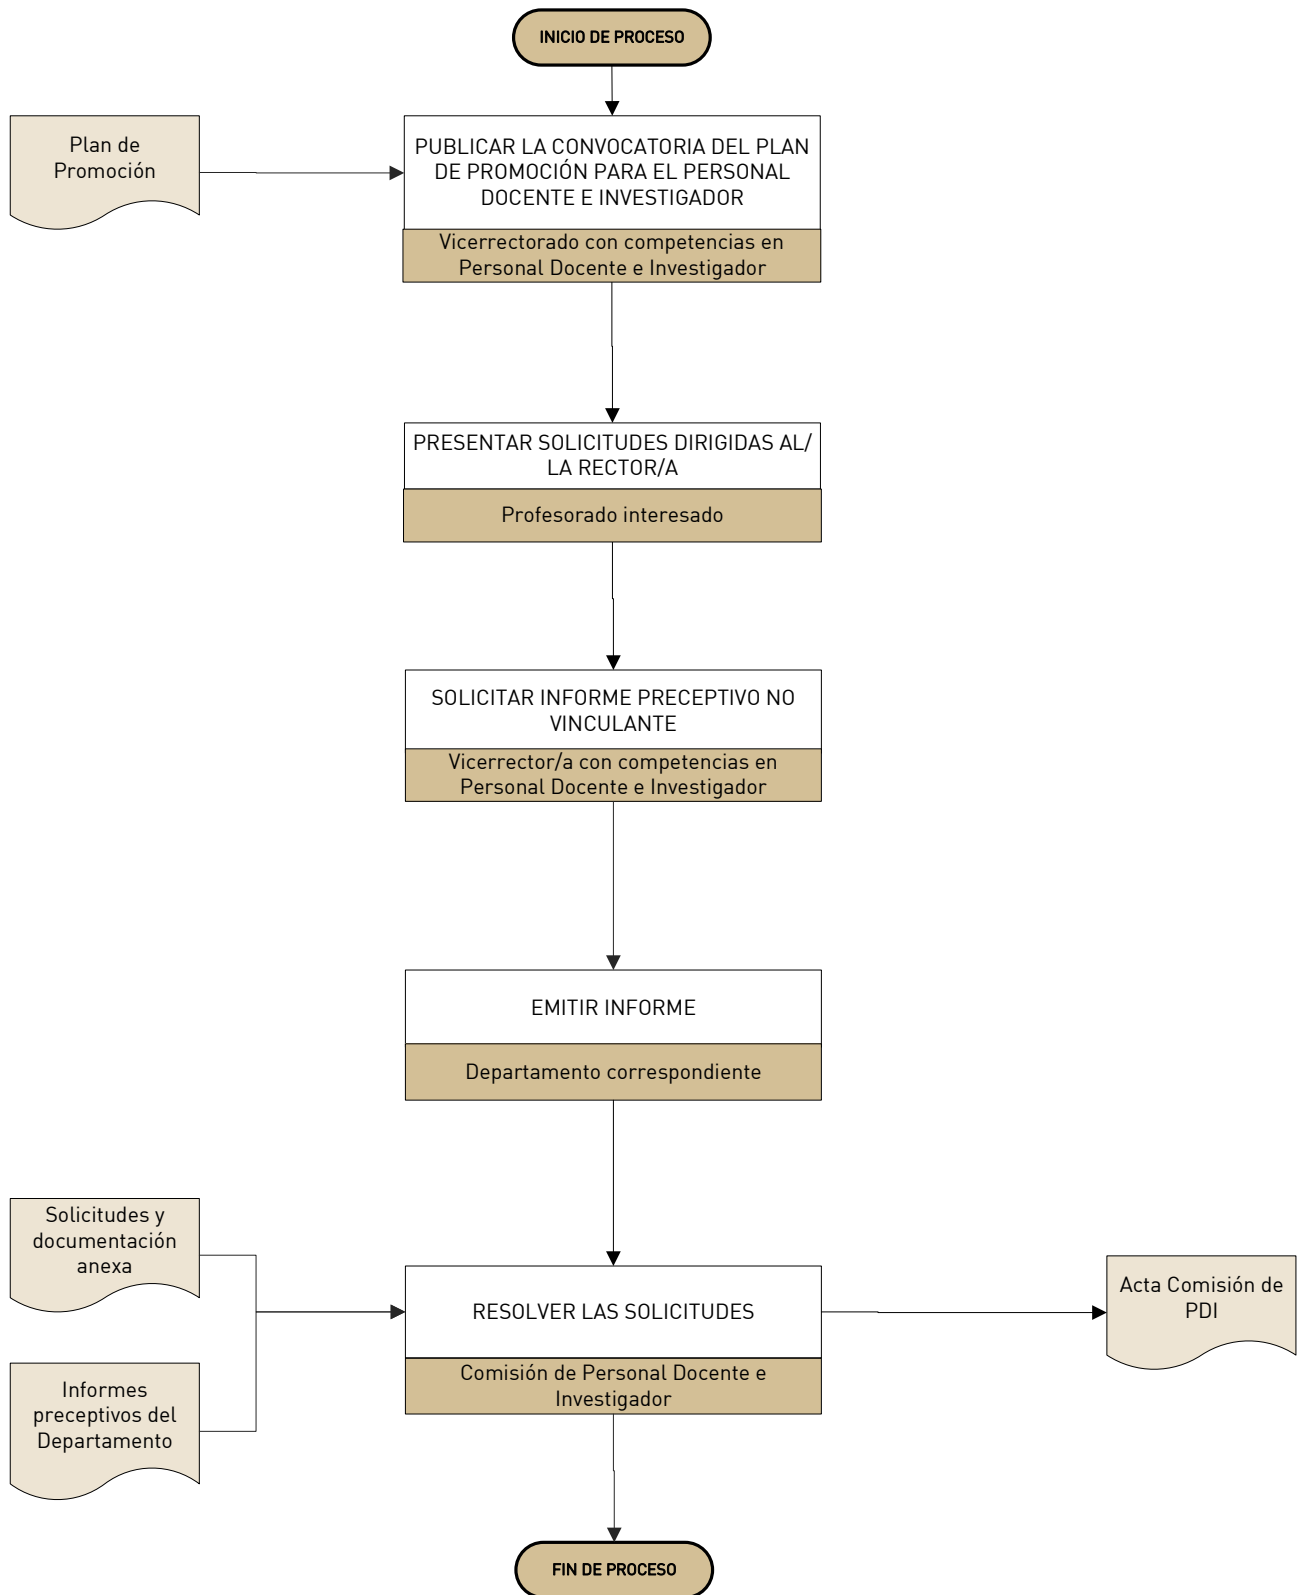 INICIO DE PROCESO
Plan de
Promoción
PUBLICAR LA CONVOCATORIA DEL PLAN
DE PROMOCIÓN PARA EL PERSONAL
DOCENTE E INVESTIGADOR
Vicerrectorado con competencias en
Personal Docente e Investigador
PRESENTAR SOLICITUDES DIRIGIDAS AL/
LA RECTOR/A
Profesorado interesado
SOLICITAR INFORME PRECEPTIVO NO
VINCULANTE
Vicerrector/a con competencias en
Personal Docente e Investigador
EMITIR INFORME
Departamento correspondiente
Solicitudes y
documentación
anexa
Informes
preceptivos del
Departamento
RESOLVER LAS SOLICITUDES
Comisión de Personal Docente e
Investigador
Acta Comisión de
PDI
FIN DE PROCESO